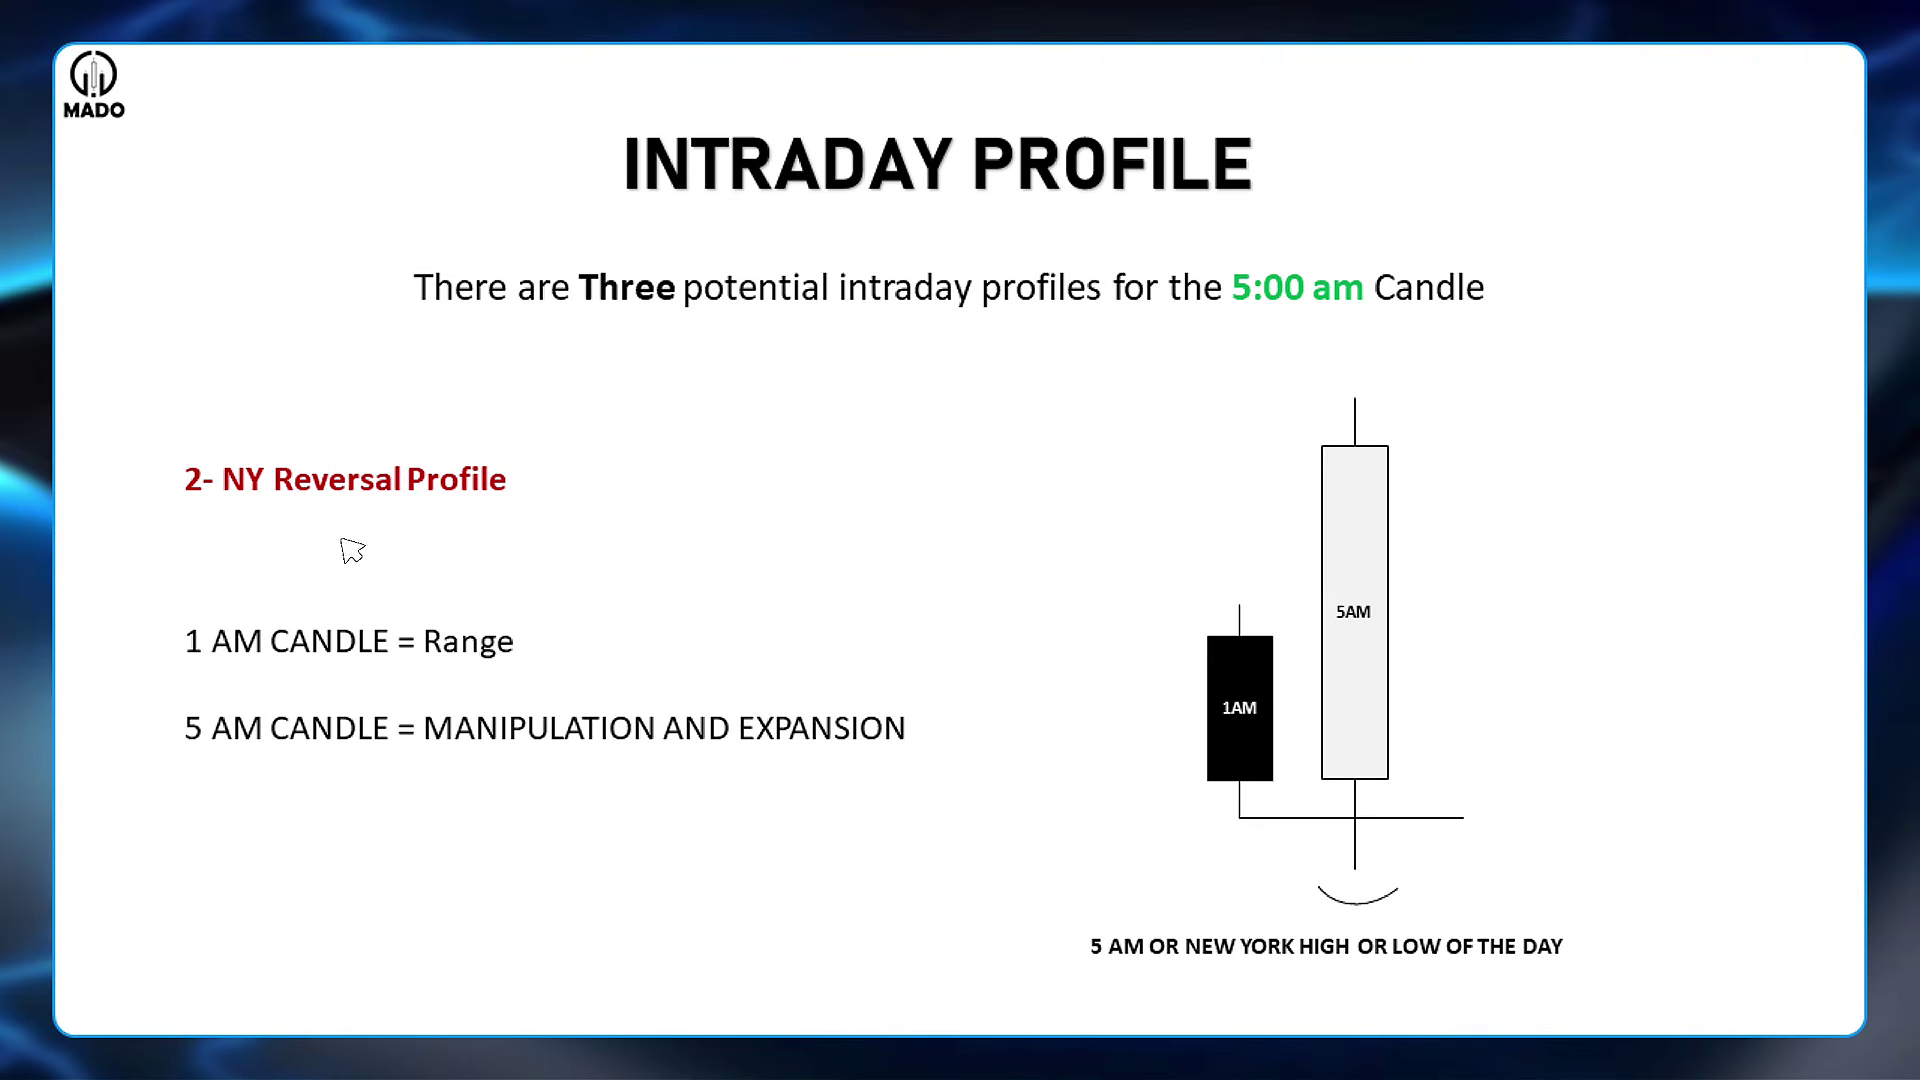 MADO
INTRADAY PROFILE
There are Three potential intraday profiles for the 5:00 am Candle
2- NY Reversal Profile
1 AM CANDLE = Range
5 AM CANDLE = MANIPULATION AND EXPANSION
5AM
1AM
5 AM OR NEW YORK HIGH OR LOW OF THE DAY